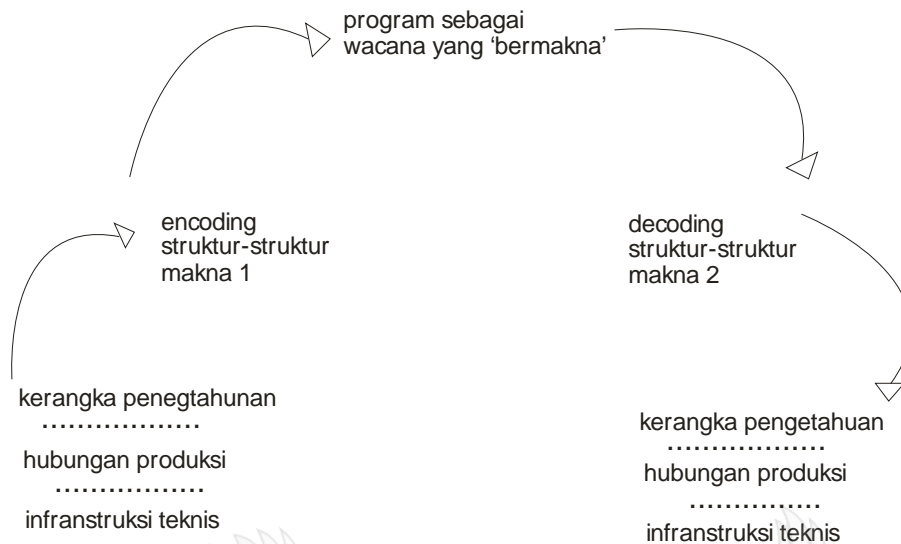 program sebagai
wacana yang ‘bermakna’
encoding
struktur-struktur
makna 1
decoding
struktur-struktur
makna 2
kerangka penegtahunan
..................
hubungan produksi
.................
infranstruksi teknis
kerangka pengetahuan
..................
hubungan produksi
...............
infranstruksi teknis